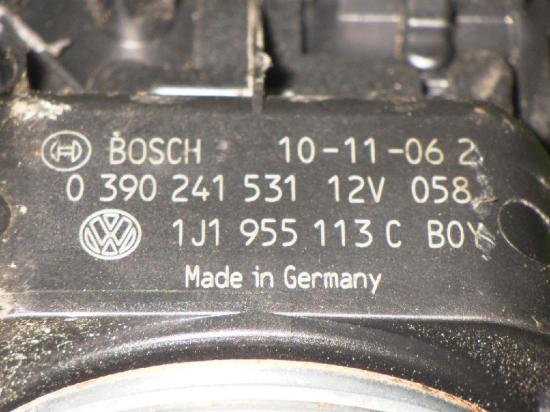 BOSCH 10-11-06 2
0 390 241 531 12V 058
1J1 955 113 C BOY
Made in Germany